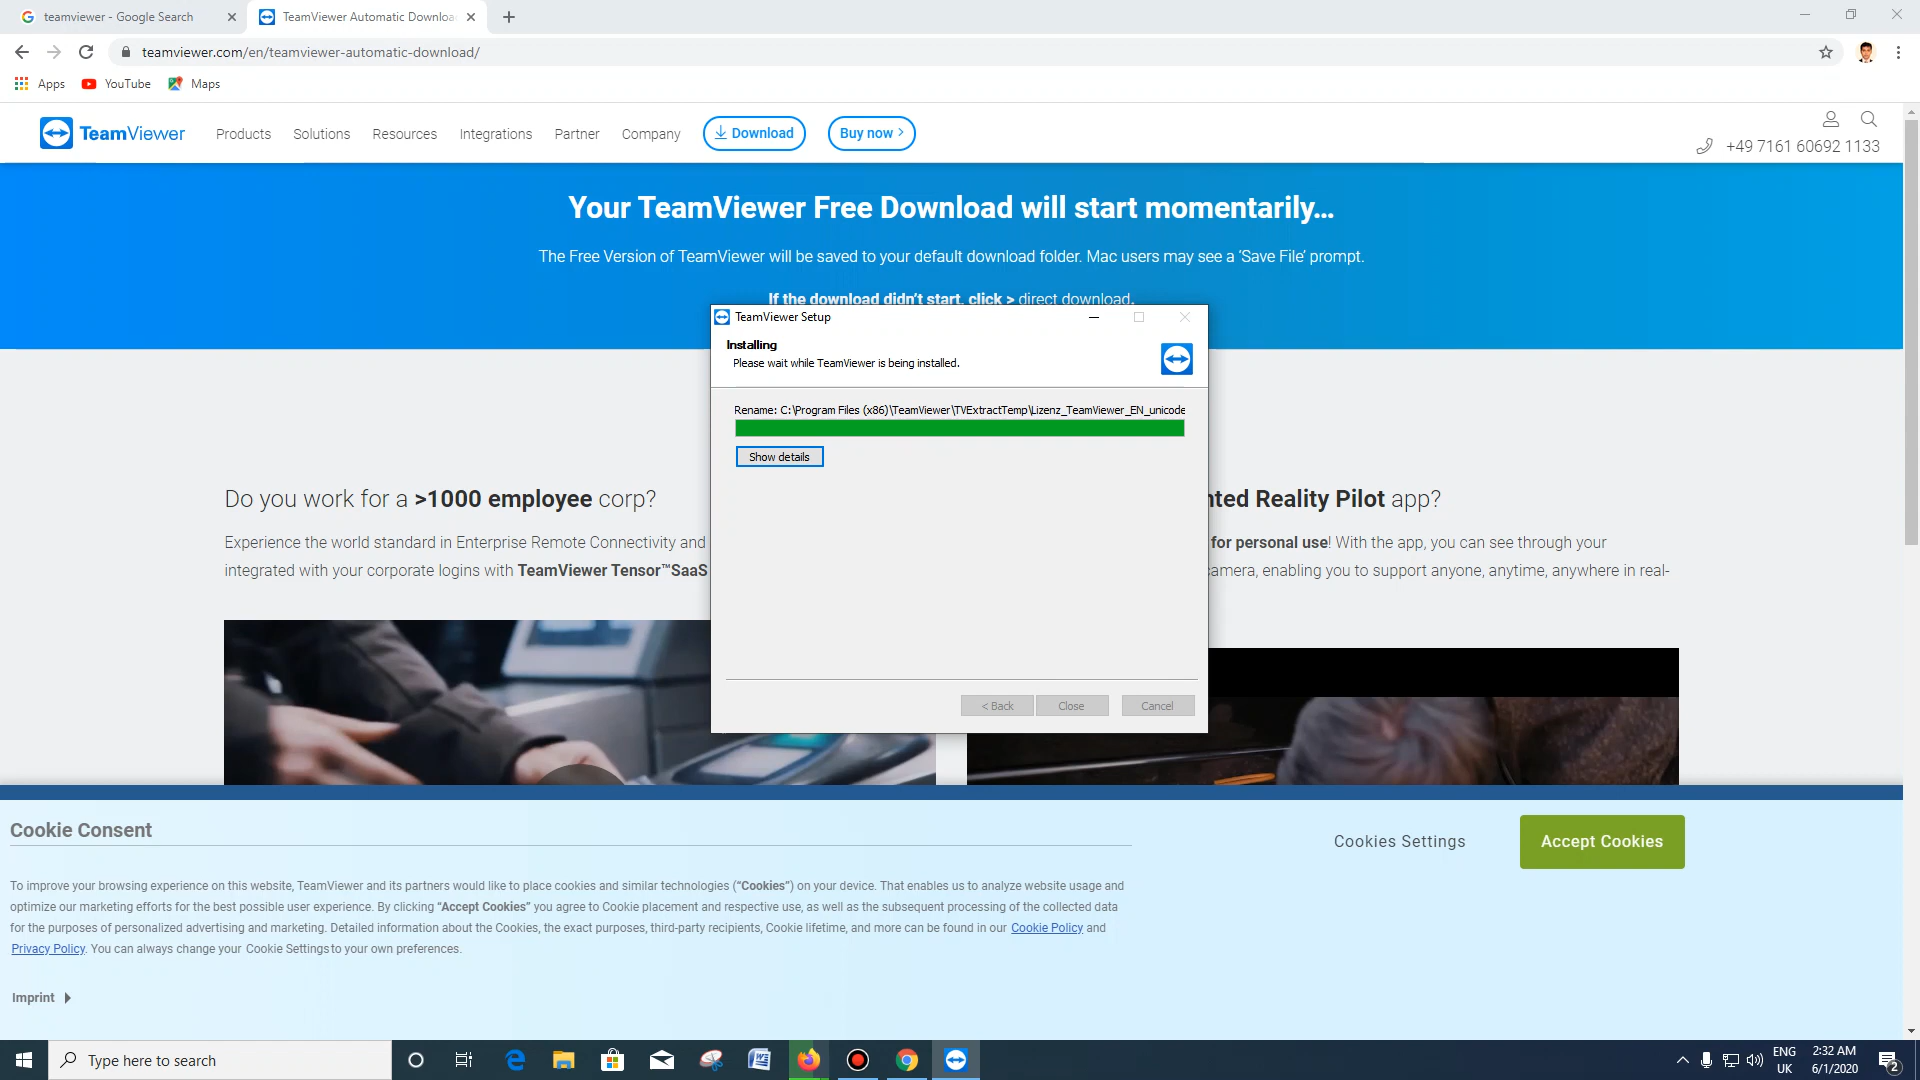 teamviewer - Google Search
TeamViewer Automatic Downloa
teamviewer.com/en/teamviewer-automatic-download/
Apps YouTube Maps
TeamViewer Products Solutions Resources Integrations Partner Company Download Buy now >
+49 7161 60692 1133
Your TeamViewer Free Download will start momentarily...
The Free Version of TeamViewer will be saved to your default download folder. Mac users may see a ‘Save File’ prompt.
If the download didn’t start, click > direct download.
TeamViewer Setup
Installing
Please wait while TeamViewer is being installed.
Rename: C:\Program Files (x86)\TeamViewer\TVExtractTemp\Lizenz_TeamViewer_EN_unicode
Show details
< Back Close Cancel
Do you work for a >1000 employee corp?
Experience the world standard in Enterprise Remote Connectivity and
integrated with your corporate logins with TeamViewer Tensor™SaaS
nted Reality Pilot app?
for personal use! With the app, you can see through your
camera, enabling you to support anyone, anytime, anywhere in real-
Cookie Consent
To improve your browsing experience on this website, TeamViewer and its partners would like to place cookies and similar technologies (“Cookies”) on your device. That enables us to analyze website usage and
optimize our marketing efforts for the best possible user experience. By clicking “Accept Cookies” you agree to Cookie placement and respective use, as well as the subsequent processing of the collected data
for the purposes of personalized advertising and marketing. Detailed information about the Cookies, the exact purposes, third-party recipients, Cookie lifetime, and more can be found in our Cookie Policy and
Privacy Policy. You can always change your Cookie Settings to your own preferences.
Imprint
Cookies Settings
Accept Cookies
Type here to search
ENG
UK
2:32 AM
6/1/2020
2